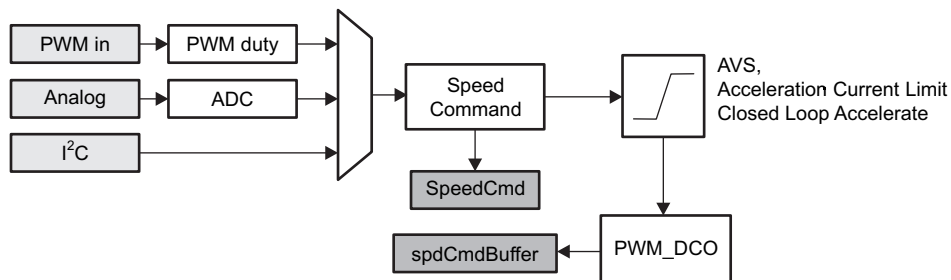 PWM in
PWM duty
Analog
ADC
I²C
Speed
Command
SpeedCmd
AVS,
Acceleration Current Limit
Closed Loop Accelerate
spdCmdBuffer
PWM_DCO